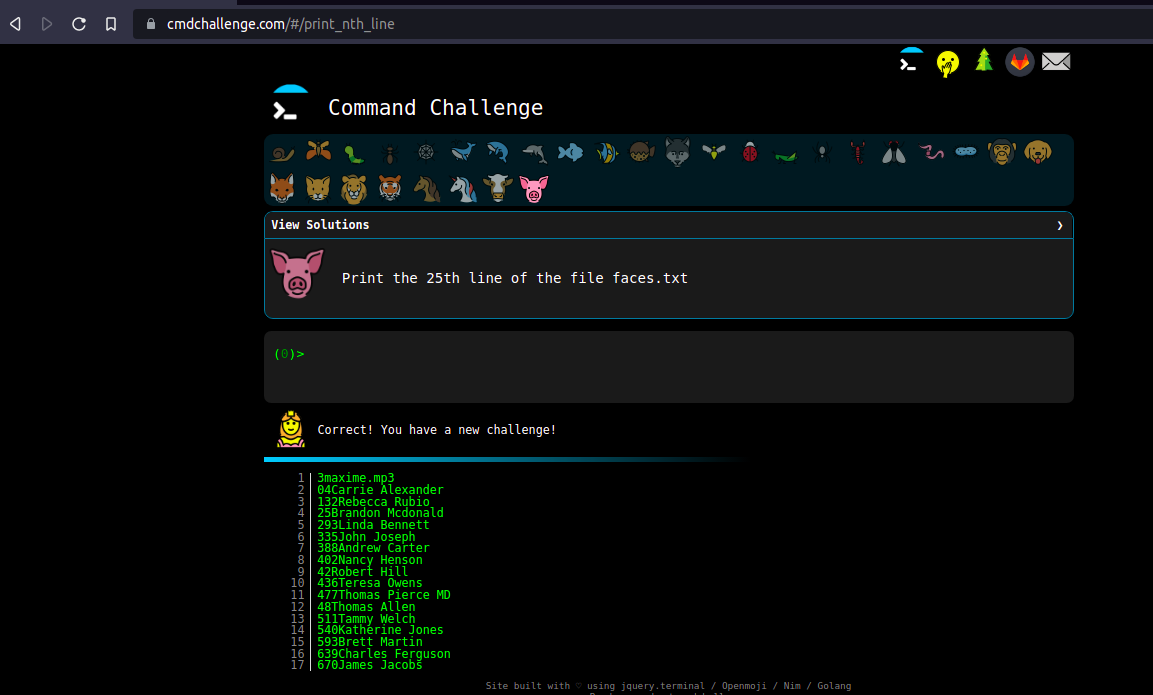 cmdchallenge.com/#/print_nth_line
Command Challenge
View Solutions ❯
Print the 25th line of the file faces.txt
(0)>
Correct! You have a new challenge!
1 3maxime.mp3
2 04Carrie Alexander
3 132Rebecca Rubio
4 25Brandon Mcdonald
5 293Linda Bennett
6 335John Joseph
7 388Andrew Carter
8 402Nancy Henson
9 42Robert Hill
10 436Teresa Owens
11 477Thomas Pierce MD
12 48Thomas Allen
13 511Tammy Welch
14 540Katherine Jones
15 593Brett Martin
16 639Charles Ferguson
17 670James Jacobs
Site built with ♡ using jquery.terminal / Openmoji / Nim / Golang